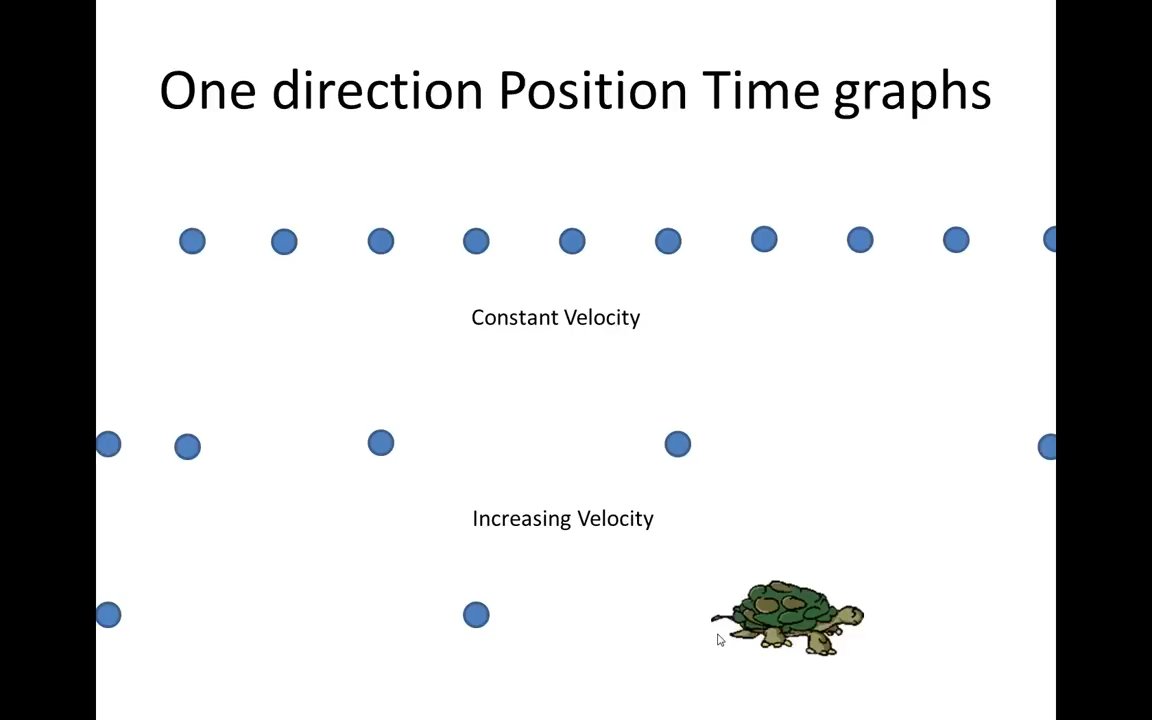 One direction Position Time graphs
Constant Velocity
Increasing Velocity